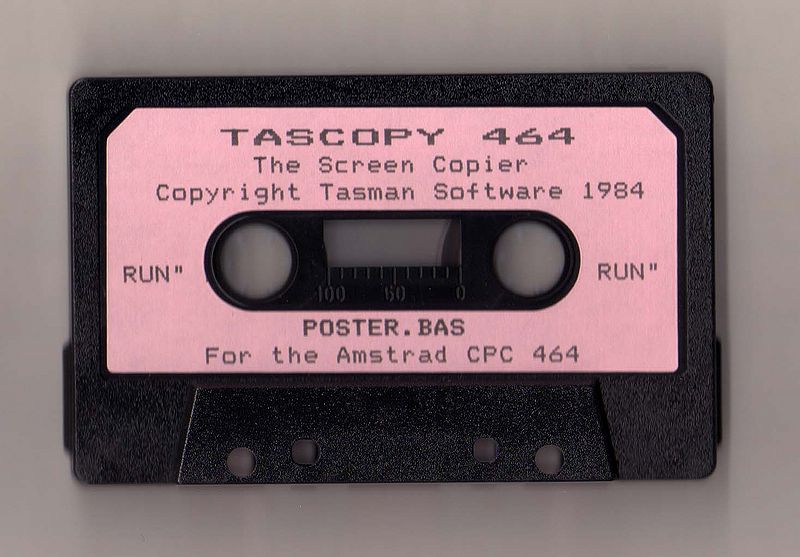 TASCOPY 464
The Screen Copier
Copyright Tasman Software 1984
RUN" RUN"
100 50 0
POSTER.BAS
For the Amstrad CPC 464